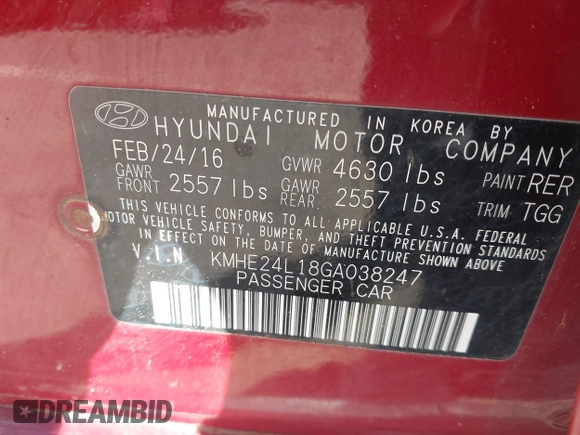 MANUFACTURED IN KOREA BY
HYUNDAI MOTOR COMPANY
FEB/24/16 GVWR 4630 lbs PAINT RER
GAWR FRONT 2557 lbs GAWR REAR. 2557 lbs TRIM TGG
THIS VEHICLE CONFORMS TO ALL APPLICABLE U.S.A. FEDERAL
MOTOR VEHICLE SAFETY, BUMPER, AND THEFT PREVENTION STANDARDS
IN EFFECT ON THE DATE OF MANUFACTURE SHOWN ABOVE.
V.I.N KMHE24L18GA038247
PASSENGER CAR
DREAMBID